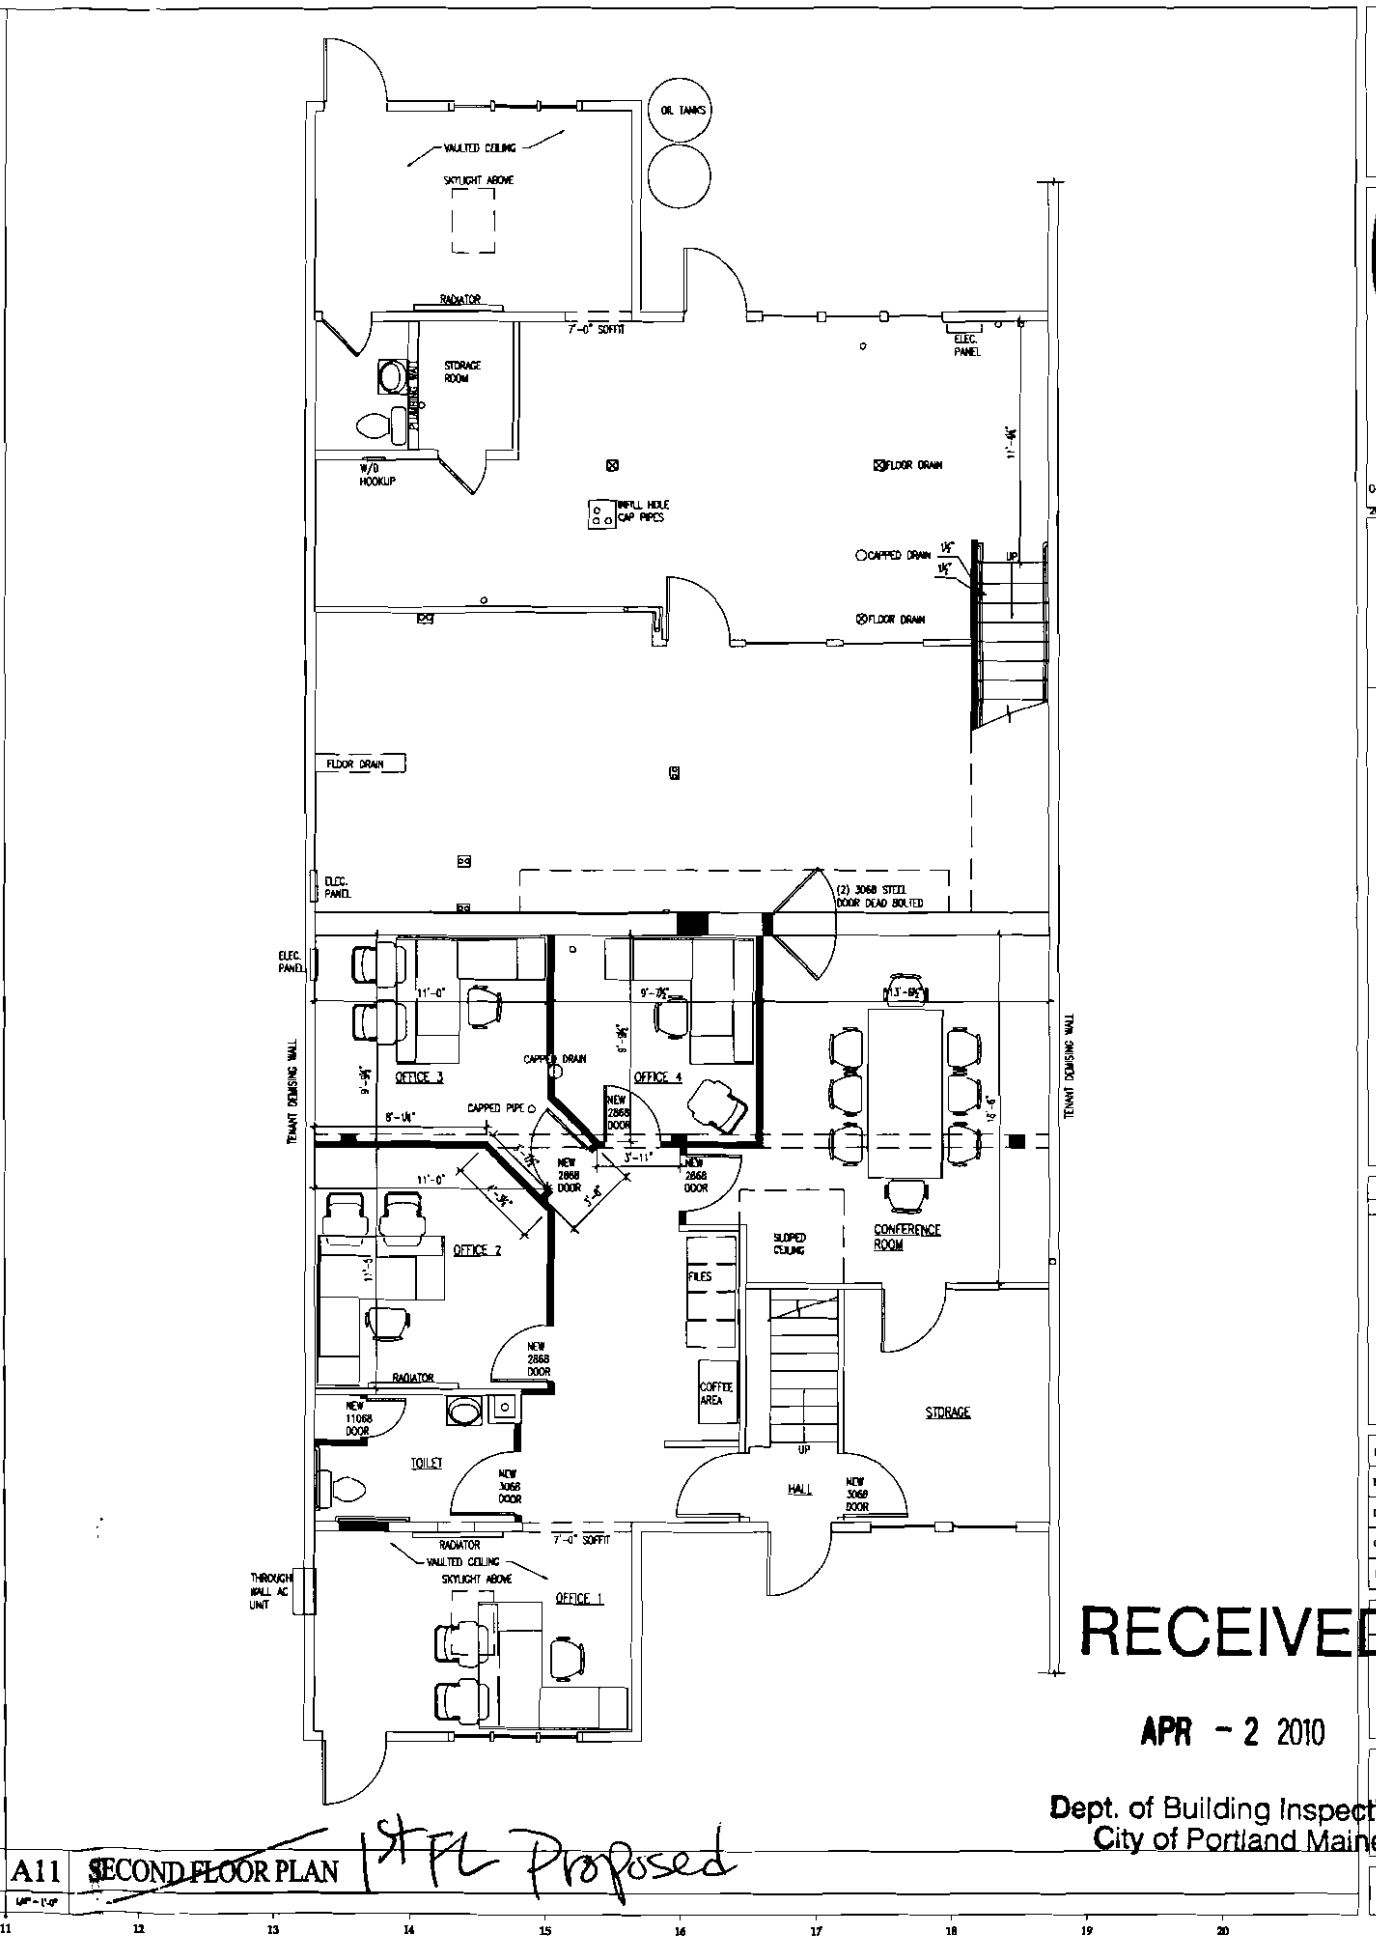 OIL TANKS
VAULTED CEILING
SKYLIGHT ABOVE
RADIATOR
7'-0" SOFFIT
ELEC.
PANEL
STORAGE
ROOM
PLUMBING WALL
W/D
HOOKUP
FLOOR DRAIN
INFILL HOLE
CAP PIPES
CAPPED DRAIN
UP
FLOOR DRAIN
FLOOR DRAIN
ELEC.
PANEL
(2) 3068 STEEL
DOOR DEAD BOLTED
ELEC.
PANEL
11'-0"
TENANT DEMISING WALL
TENANT DEMISING WALL
CAPPED DRAIN
OFFICE 3
OFFICE 4
CAPPED PIPE
NEW
2868
DOOR
3'-11"
NEW
2868
DOOR
NEW
2868
DOOR
11'-0"
OFFICE 2
SLOPED
CEILING
CONFERENCE
ROOM
FILES
NEW
2868
DOOR
RADIATOR
COFFEE
AREA
NEW
11068
DOOR
STORAGE
UP
TOILET
NEW
3068
DOOR
HALL
NEW
3068
DOOR
RADIATOR
7'-0" SOFFIT
VAULTED CEILING
SKYLIGHT ABOVE
THROUGH
WALL AC
UNIT
OFFICE 1
RECEIVED
APR - 2 2010
Dept. of Building Inspecti
City of Portland Maine
A11 SECOND FLOOR PLAN 1st FL Proposed
11 12 13 14 15 16 17 18 19 20